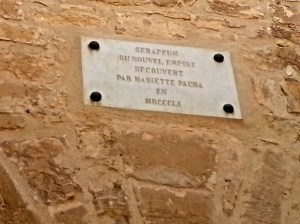 SERAPEUM
DU NOUVEL EMPIRE
DECOUVERT
PAR MARIETTE PACHA
EN
MDCCCLI